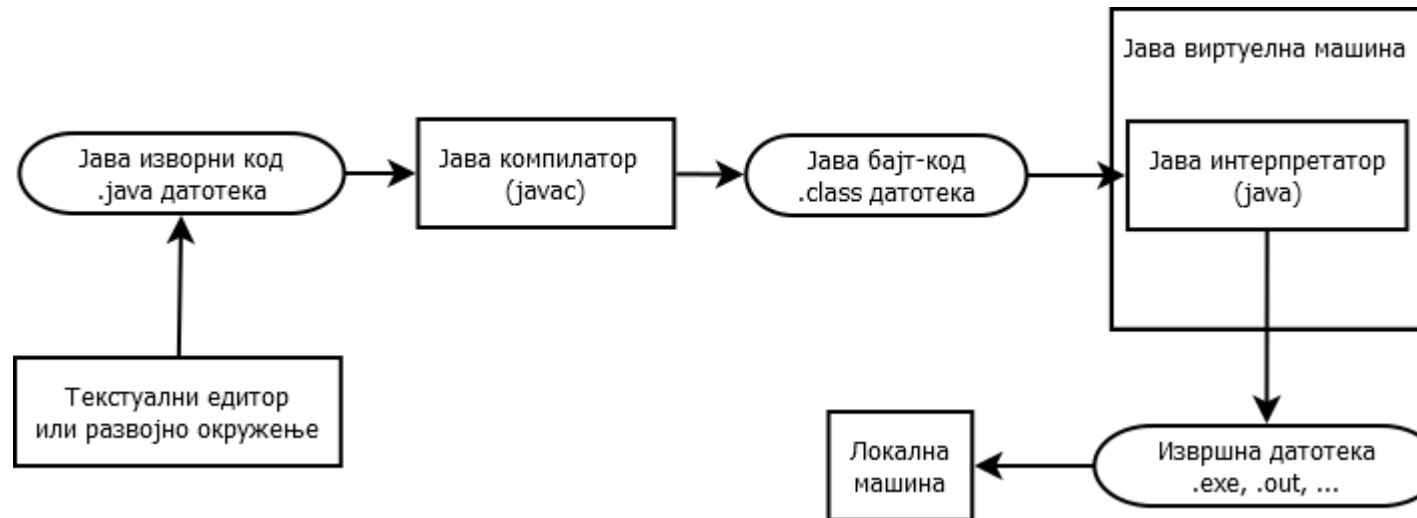 Јава виртуелна машина
Јава изворни код
.java датотека
Јава компилатор
(javac)
Јава бајт-код
.class датотека
Јава интерпретатор
(java)
Текстуални едитор
или развојно окружење
Локална
машина
Извршна датотека
.exe, .out, ...